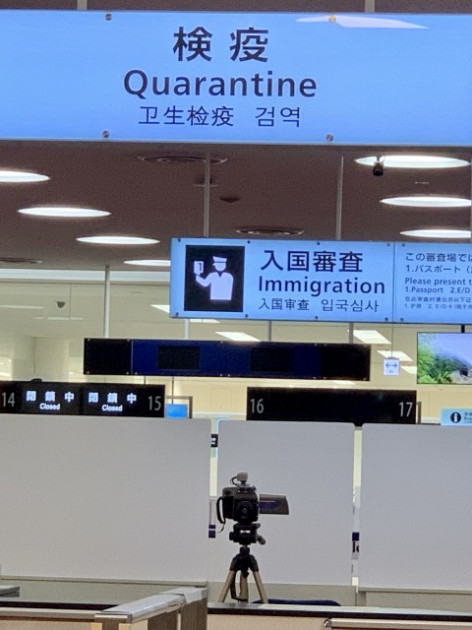 検疫
Quarantine
卫生检疫 검역
入国審査
Immigration
入国审查 입국심사
この審査場では
1.パスポート
Please present t
1.Passport 2.E/D
14
閉鎖中
Closed
閉鎖中
Closed
15
16
17